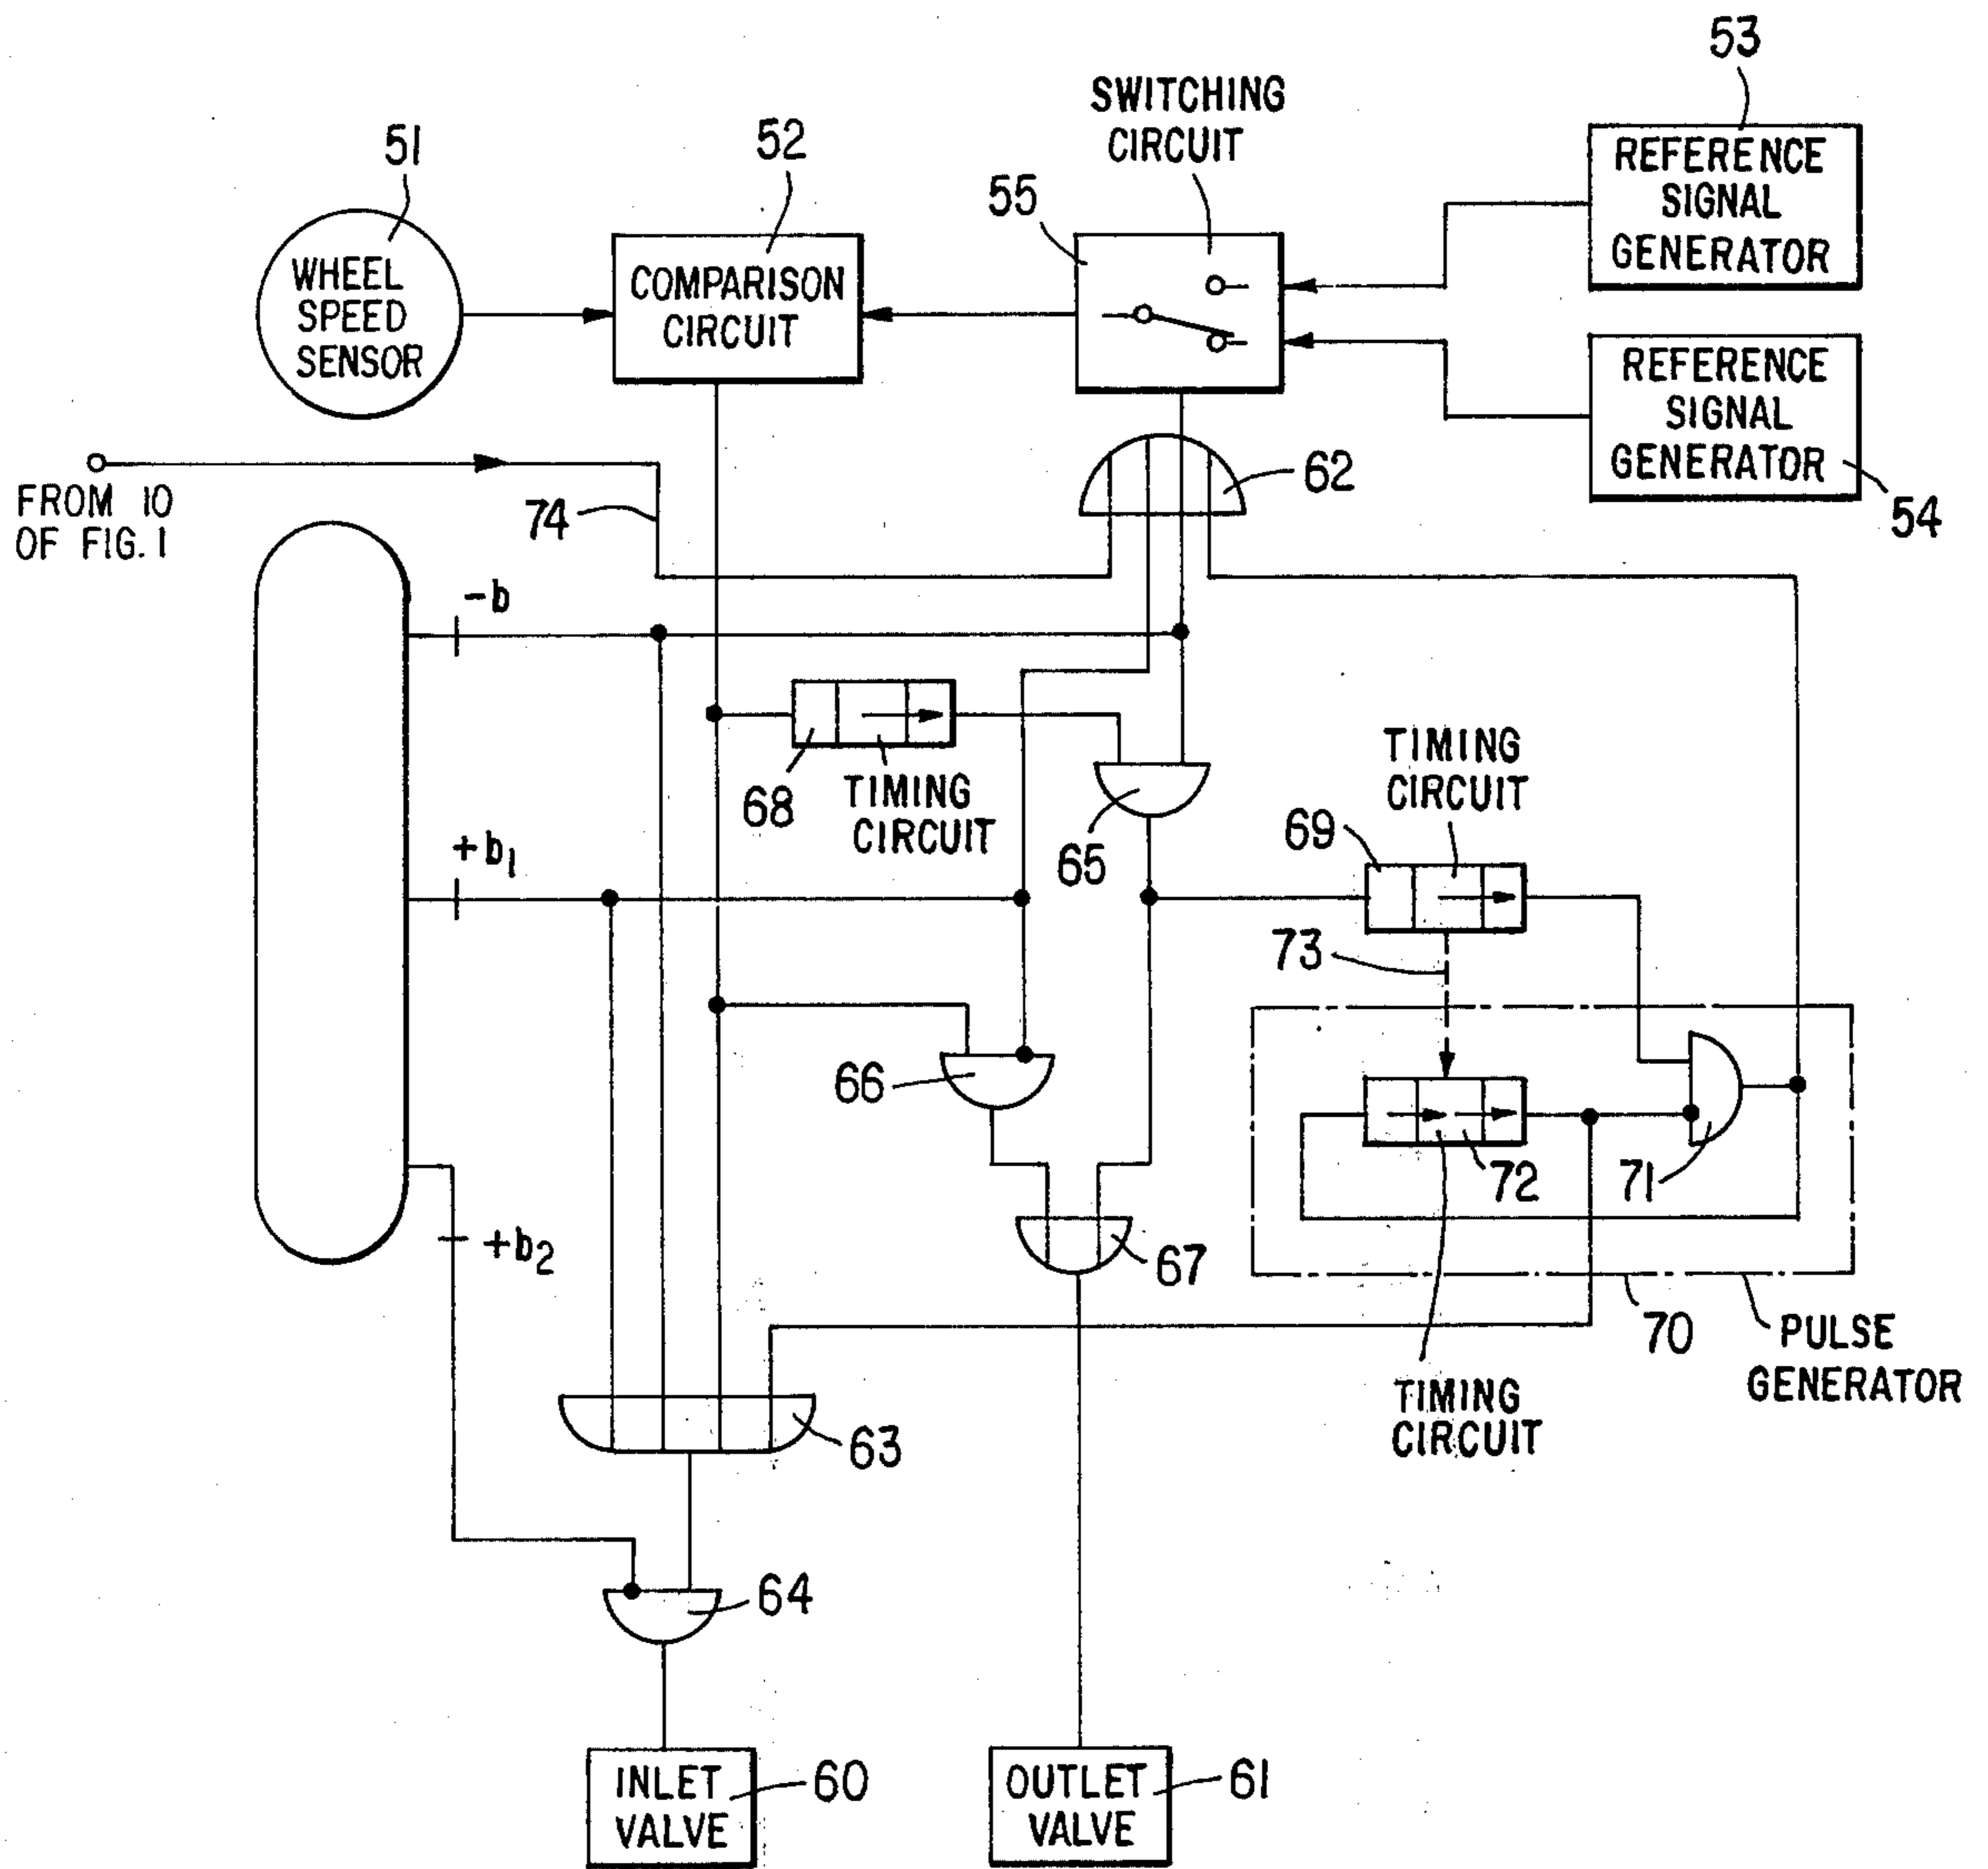 53
SWITCHING
CIRCUIT
52
51
55
REFERENCE
SIGNAL
GENERATOR
WHEEL
SPEED
SENSOR
COMPARISON
CIRCUIT
REFERENCE
SIGNAL
GENERATOR
54
62
FROM 10
OF FIG. 1
74
-b
68
TIMING
CIRCUIT
65
TIMING
CIRCUIT
69
+b1
73
66
72
71
+b2
67
70
PULSE
GENERATOR
TIMING
CIRCUIT
63
64
INLET
VALVE
60
OUTLET
VALVE
61